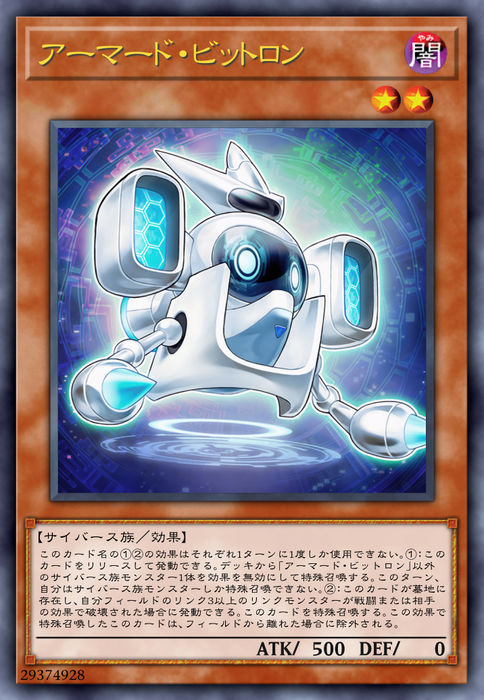 アーマード・ビットロン
やみ
闇
【サイバース族/効果】
このカード名の①②の効果はそれぞれ1ターンに1度しか使用できない。①:こ
のカードをリリースして発動できる。デッキから「アーマード・ビットロン」以外
のサイバース族モンスター1体を効果を無効にして特殊召喚する。このターン、
自分はサイバース族モンスターしか特殊召喚できない。②:このカードが墓地に
存在し、自分フィールドのリンク3以上のリンクモンスターが戦闘または相手
の効果で破壊された場合に発動できる。このカードを特殊召喚する。この効果で
特殊召喚したこのカードは、フィールドから離れた場合に除外される。
ATK/ 500 DEF/ 0
29374928